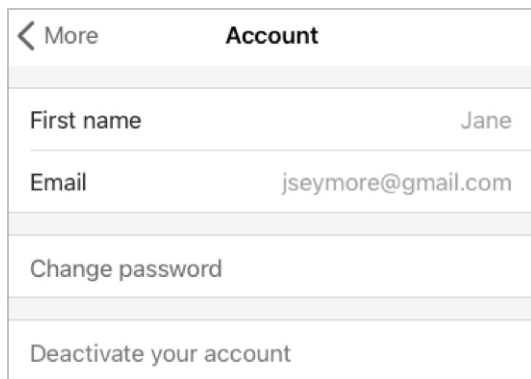 More Account
First name Jane
Email jseymore@gmail.com
Change password
Deactivate your account